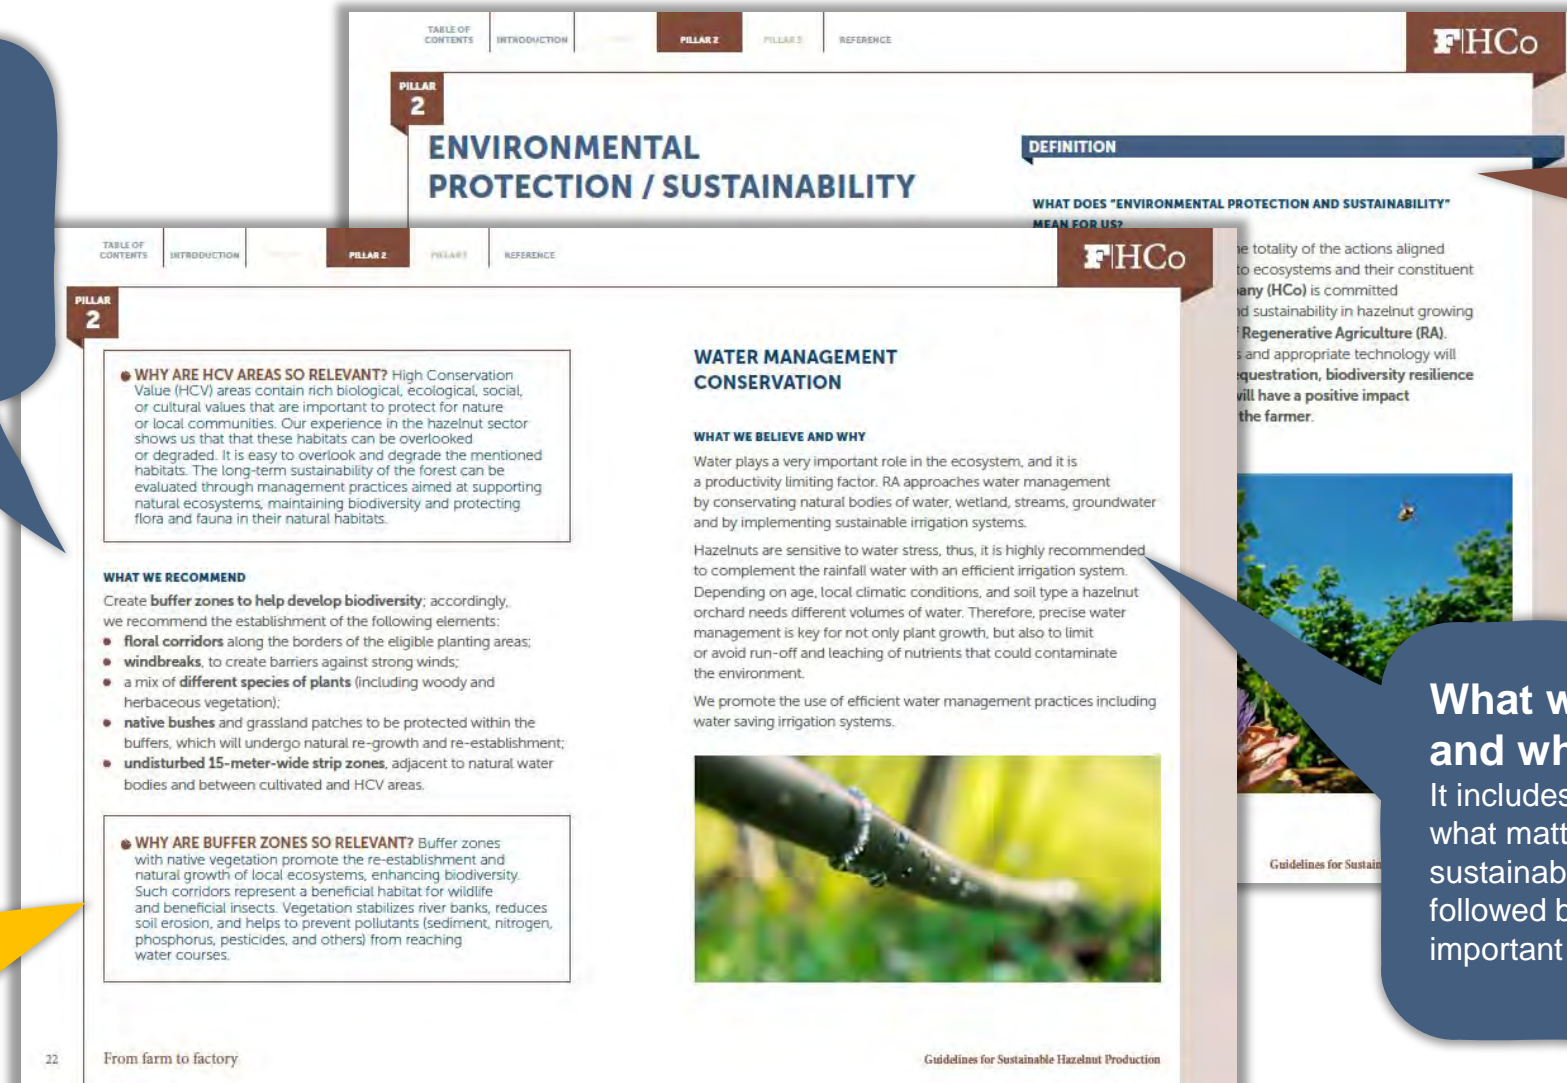 TABLE OF
CONTENTS
INTRODUCTION
PILLAR 2
PILLAR 3
REFERENCE
FHCo
PILLAR
2
ENVIRONMENTAL
PROTECTION / SUSTAINABILITY
DEFINITION
WHAT DOES "ENVIRONMENTAL PROTECTION AND SUSTAINABILITY"
MEAN FOR US?
totality of the actions aligned
to ecosystems and their constituent
(HCo) is committed
sustainability in hazelnut growing
Regenerative Agriculture (RA).
and appropriate technology will
biodiversity resilience
will have a positive impact
the farmer.
Guidelines for
TABLE OF
CONTENTS
INTRODUCTION
PILLAR 2
PILLAR 3
REFERENCE
FHCo
PILLAR
2
WHY ARE HCV AREAS SO RELEVANT? High Conservation
Value (HCV) areas contain rich biological, ecological, social,
or cultural values that are important to protect for nature
or local communities. Our experience in the hazelnut sector
shows us that that these habitats can be overlooked
or degraded. It is easy to overlook and degrade the mentioned
habitats. The long-term sustainability of the forest can be
evaluated through management practices aimed at supporting
natural ecosystems, maintaining biodiversity and protecting
flora and fauna in their natural habitats.
WHAT WE RECOMMEND
Create buffer zones to help develop biodiversity; accordingly,
we recommend the establishment of the following elements:
floral corridors along the borders of the eligible planting areas;
windbreaks, to create barriers against strong winds;
a mix of different species of plants (including woody and
herbaceous vegetation);
native bushes and grassland patches to be protected within the
buffers, which will undergo natural re-growth and re-establishment;
undisturbed 15-meter-wide strip zones, adjacent to natural water
bodies and between cultivated and HCV areas.
WHY ARE BUFFER ZONES SO RELEVANT? Buffer zones
with native vegetation promote the re-establishment and
natural growth of local ecosystems, enhancing biodiversity.
Such corridors represent a beneficial habitat for wildlife
and beneficial insects. Vegetation stabilizes river banks, reduces
soil erosion, and helps to prevent pollutants (sediment, nitrogen,
phosphorus, pesticides, and others) from reaching
water courses.
WATER MANAGEMENT
CONSERVATION
WHAT WE BELIEVE AND WHY
Water plays a very important role in the ecosystem, and it is
a productivity limiting factor. RA approaches water management
by conservating natural bodies of water, wetland, streams, groundwater
and by implementing sustainable irrigation systems.
Hazelnuts are sensitive to water stress, thus, it is highly recommended
to complement the rainfall water with an efficient irrigation system.
Depending on age, local climatic conditions, and soil type a hazelnut
orchard needs different volumes of water. Therefore, precise water
management is key for not only plant growth, but also to limit
or avoid run-off and leaching of nutrients that could contaminate
the environment.
We promote the use of efficient water management practices including
water saving irrigation systems.
22
From farm to factory
Guidelines for Sustainable Hazelnut Production
What
and
It includes
what
followed
important